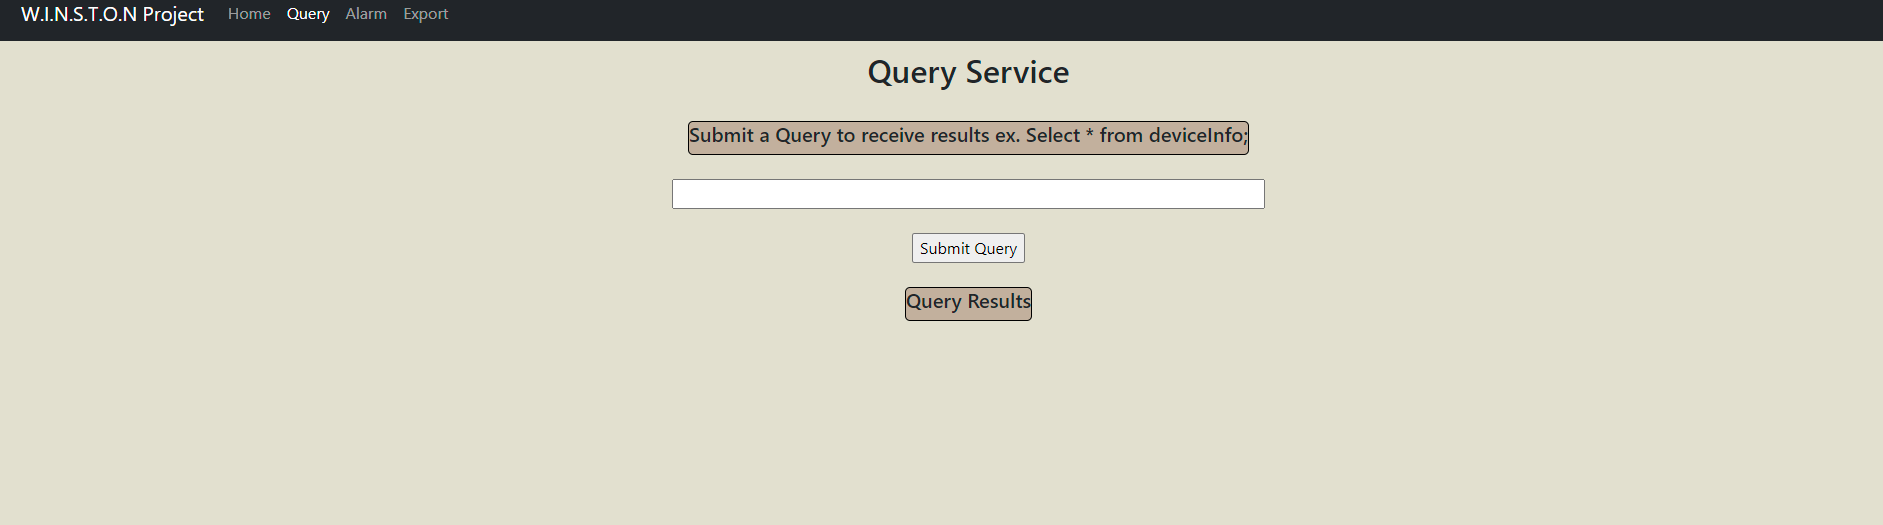 W.I.N.S.T.O.N Project Home Query Alarm Export
Query Service
Submit a Query to receive results ex. Select * from deviceInfo;
Submit Query
Query Results